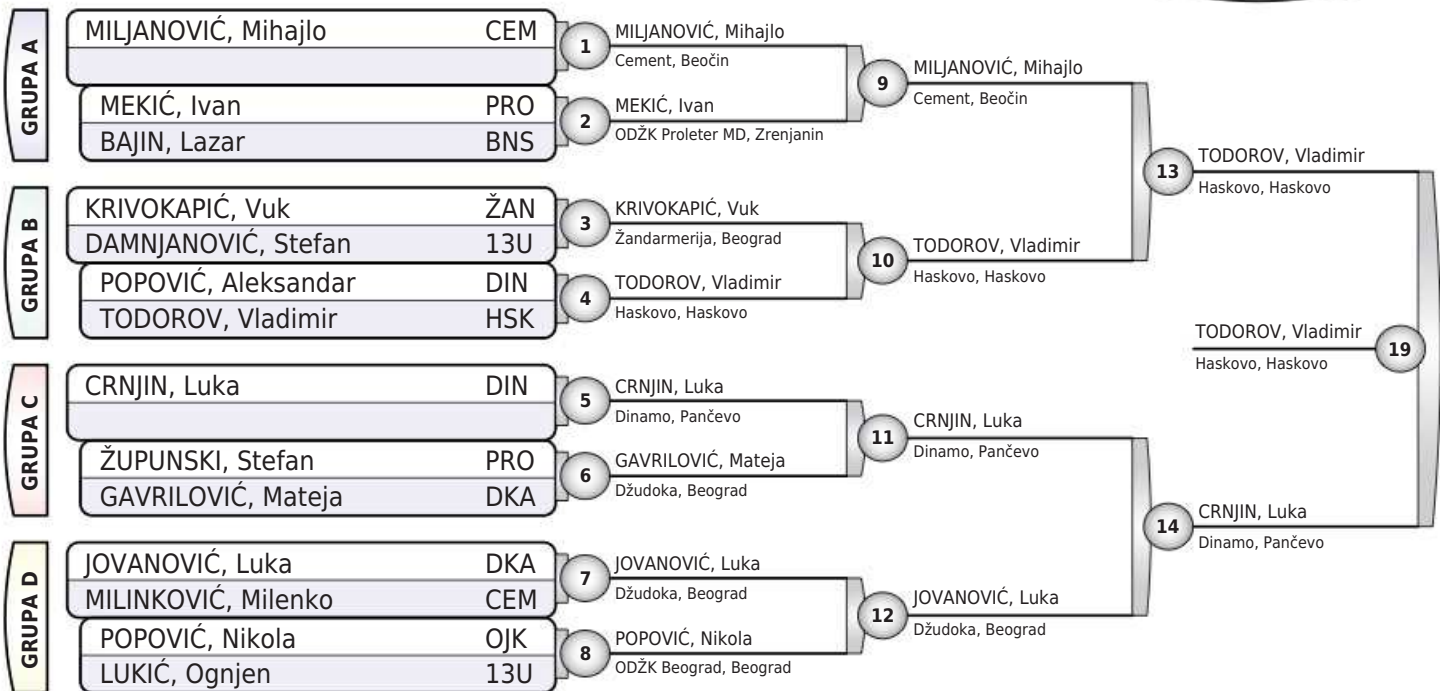 GRUPA A
MILJANOVIĆ, Mihajlo CEM
MEKIĆ, Ivan PRO
BAJIN, Lazar BNS
GRUPA B
KRIVOKAPIĆ, Vuk ŽAN
DAMNJANOVIĆ, Stefan 13U
POPOVIĆ, Aleksandar DIN
TODOROV, Vladimir HSK
GRUPA C
CRNJIN, Luka DIN
ŽUPUNSKI, Stefan PRO
GAVRILOVIĆ, Mateja DKA
GRUPA D
JOVANOVIĆ, Luka DKA
MILINKOVIĆ, Milenko CEM
POPOVIĆ, Nikola OJK
LUKIĆ, Ognjen 13U
1 MILJANOVIĆ, Mihajlo
Cement, Beočin
2 MEKIĆ, Ivan
ODŽK Proleter MD, Zrenjanin
3 KRIVOKAPIĆ, Vuk
Žandarmerija, Beograd
4 TODOROV, Vladimir
Haskovo, Haskovo
5 CRNJIN, Luka
Dinamo, Pančevo
6 GAVRILOVIĆ, Mateja
Džudoka, Beograd
7 JOVANOVIĆ, Luka
Džudoka, Beograd
8 POPOVIĆ, Nikola
ODŽK Beograd, Beograd
9 MILJANOVIĆ, Mihajlo
Cement, Beočin
10 TODOROV, Vladimir
Haskovo, Haskovo
11 CRNJIN, Luka
Dinamo, Pančevo
12 JOVANOVIĆ, Luka
Džudoka, Beograd
13 TODOROV, Vladimir
Haskovo, Haskovo
14 CRNJIN, Luka
Dinamo, Pančevo
TODOROV, Vladimir 19
Haskovo, Haskovo